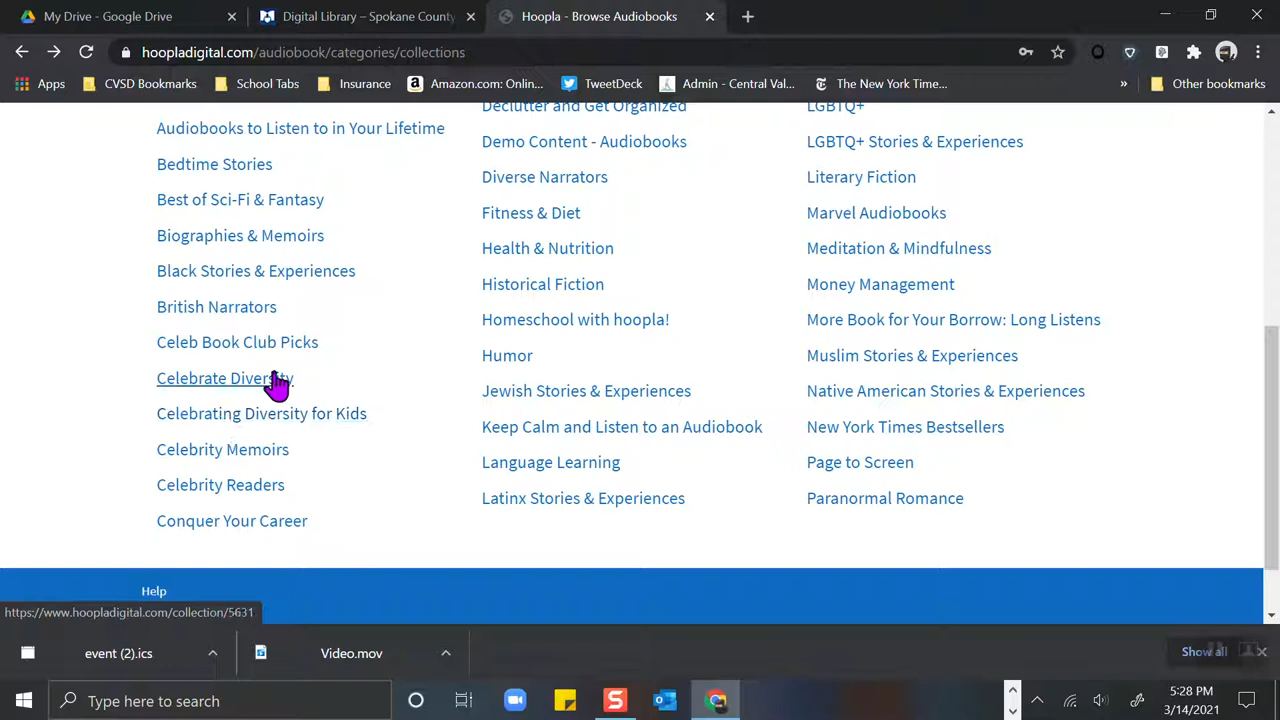 My Drive - Google Drive
Digital Library – Spokane County
Hoopla - Browse Audiobooks
hoopladigital.com/audiobook/categories/collections
Apps
CVSD Bookmarks
School Tabs
Insurance
Amazon.com: Onlin...
TweetDeck
Admin - Central Val...
The New York Time...
»
Other bookmarks
Audiobooks to Listen to in Your Lifetime
Bedtime Stories
Best of Sci-Fi & Fantasy
Biographies & Memoirs
Black Stories & Experiences
British Narrators
Celeb Book Club Picks
Celebrate Diversity
Celebrating Diversity for Kids
Celebrity Memoirs
Celebrity Readers
Conquer Your Career
Declutter and Get Organized
Demo Content - Audiobooks
Diverse Narrators
Fitness & Diet
Health & Nutrition
Historical Fiction
Homeschool with hoopla!
Humor
Jewish Stories & Experiences
Keep Calm and Listen to an Audiobook
Language Learning
Latinx Stories & Experiences
LGBTQ+
LGBTQ+ Stories & Experiences
Literary Fiction
Marvel Audiobooks
Meditation & Mindfulness
Money Management
More Book for Your Borrow: Long Listens
Muslim Stories & Experiences
Native American Stories & Experiences
New York Times Bestsellers
Page to Screen
Paranormal Romance
Help
https://www.hoopladigital.com/collection/5631
event (2).ics
Video.mov
Show all
Type here to search
5:28 PM
3/14/2021